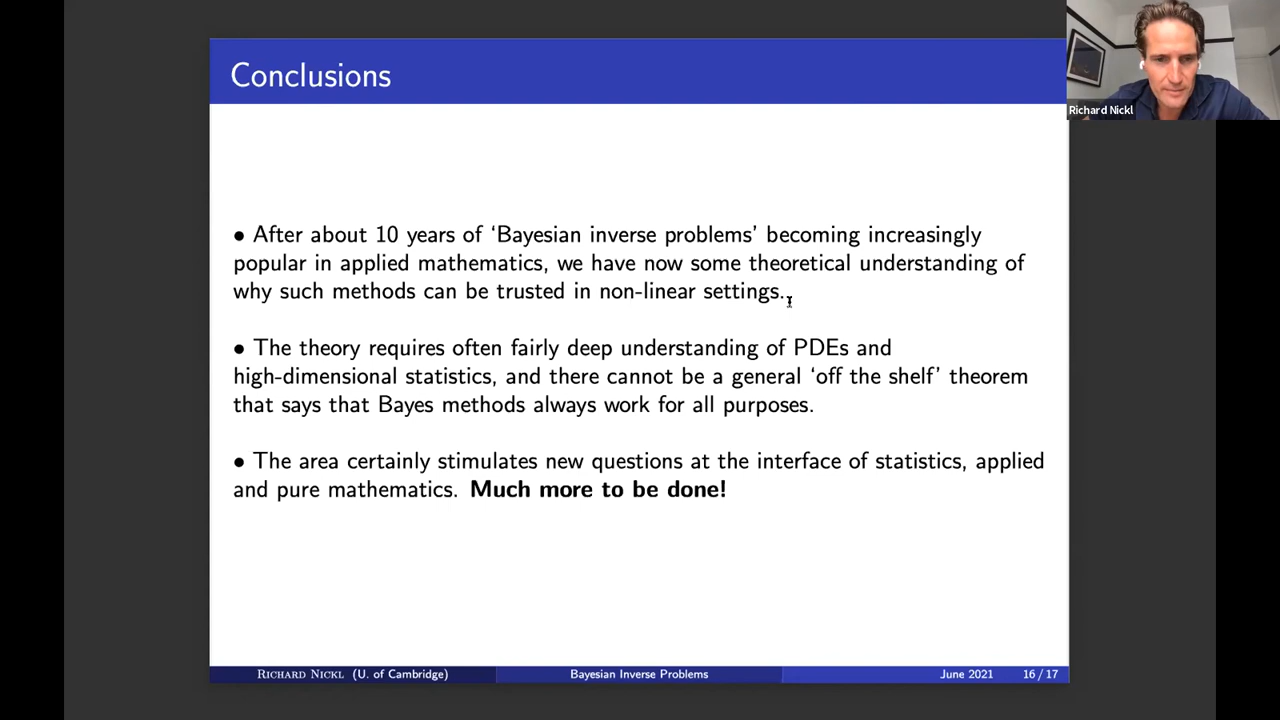 Conclusions
Richard Nickl
• After about 10 years of ‘Bayesian inverse problems’ becoming increasingly
popular in applied mathematics, we have now some theoretical understanding of
why such methods can be trusted in non-linear settings.
• The theory requires often fairly deep understanding of PDEs and
high-dimensional statistics, and there cannot be a general ‘off the shelf’ theorem
that says that Bayes methods always work for all purposes.
• The area certainly stimulates new questions at the interface of statistics, applied
and pure mathematics. Much more to be done!
RICHARD NICKL (U. of Cambridge) Bayesian Inverse Problems June 2021 16 / 17